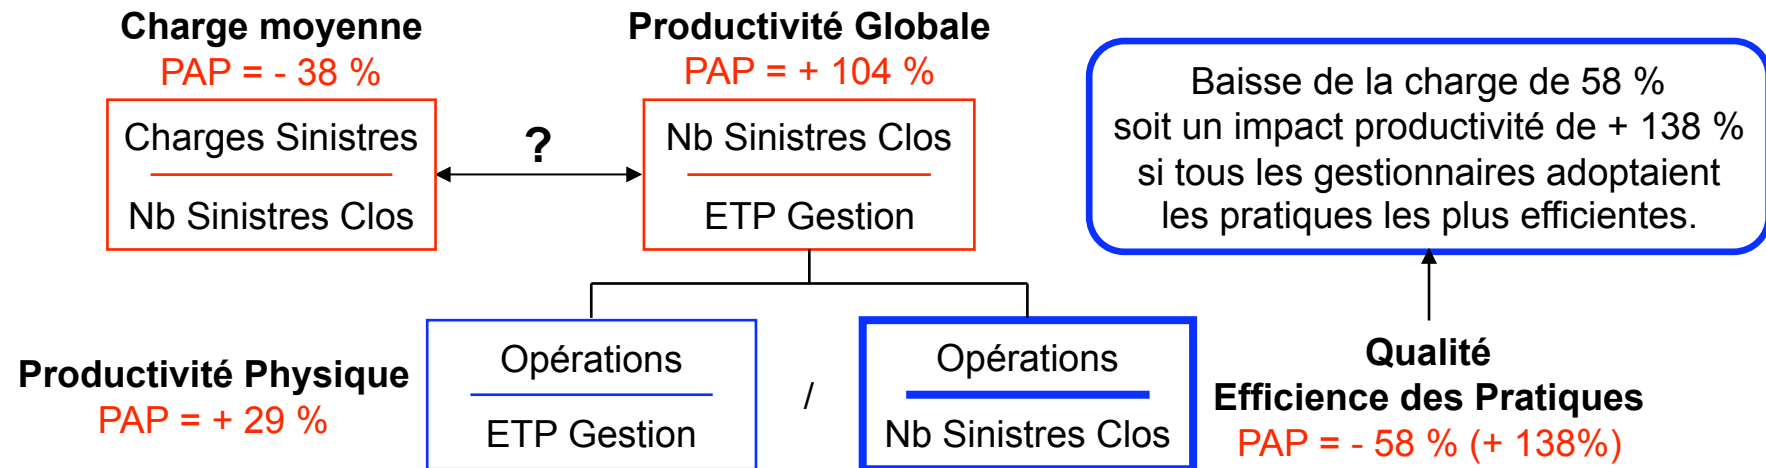 Charge moyenne
PAP = - 38 %
Charges Sinistres
Nb Sinistres Clos
?
Productivité Globale
PAP = + 104 %
Nb Sinistres Clos
ETP Gestion
Baisse de la charge de 58 %
soit un impact productivité de + 138 %
si tous les gestionnaires adoptaient
les pratiques les plus efficientes.
Productivité Physique
PAP = + 29 %
Opérations
ETP Gestion
/
Opérations
Nb Sinistres Clos
Qualité
Efficience des Pratiques
PAP = - 58 % (+ 138%)